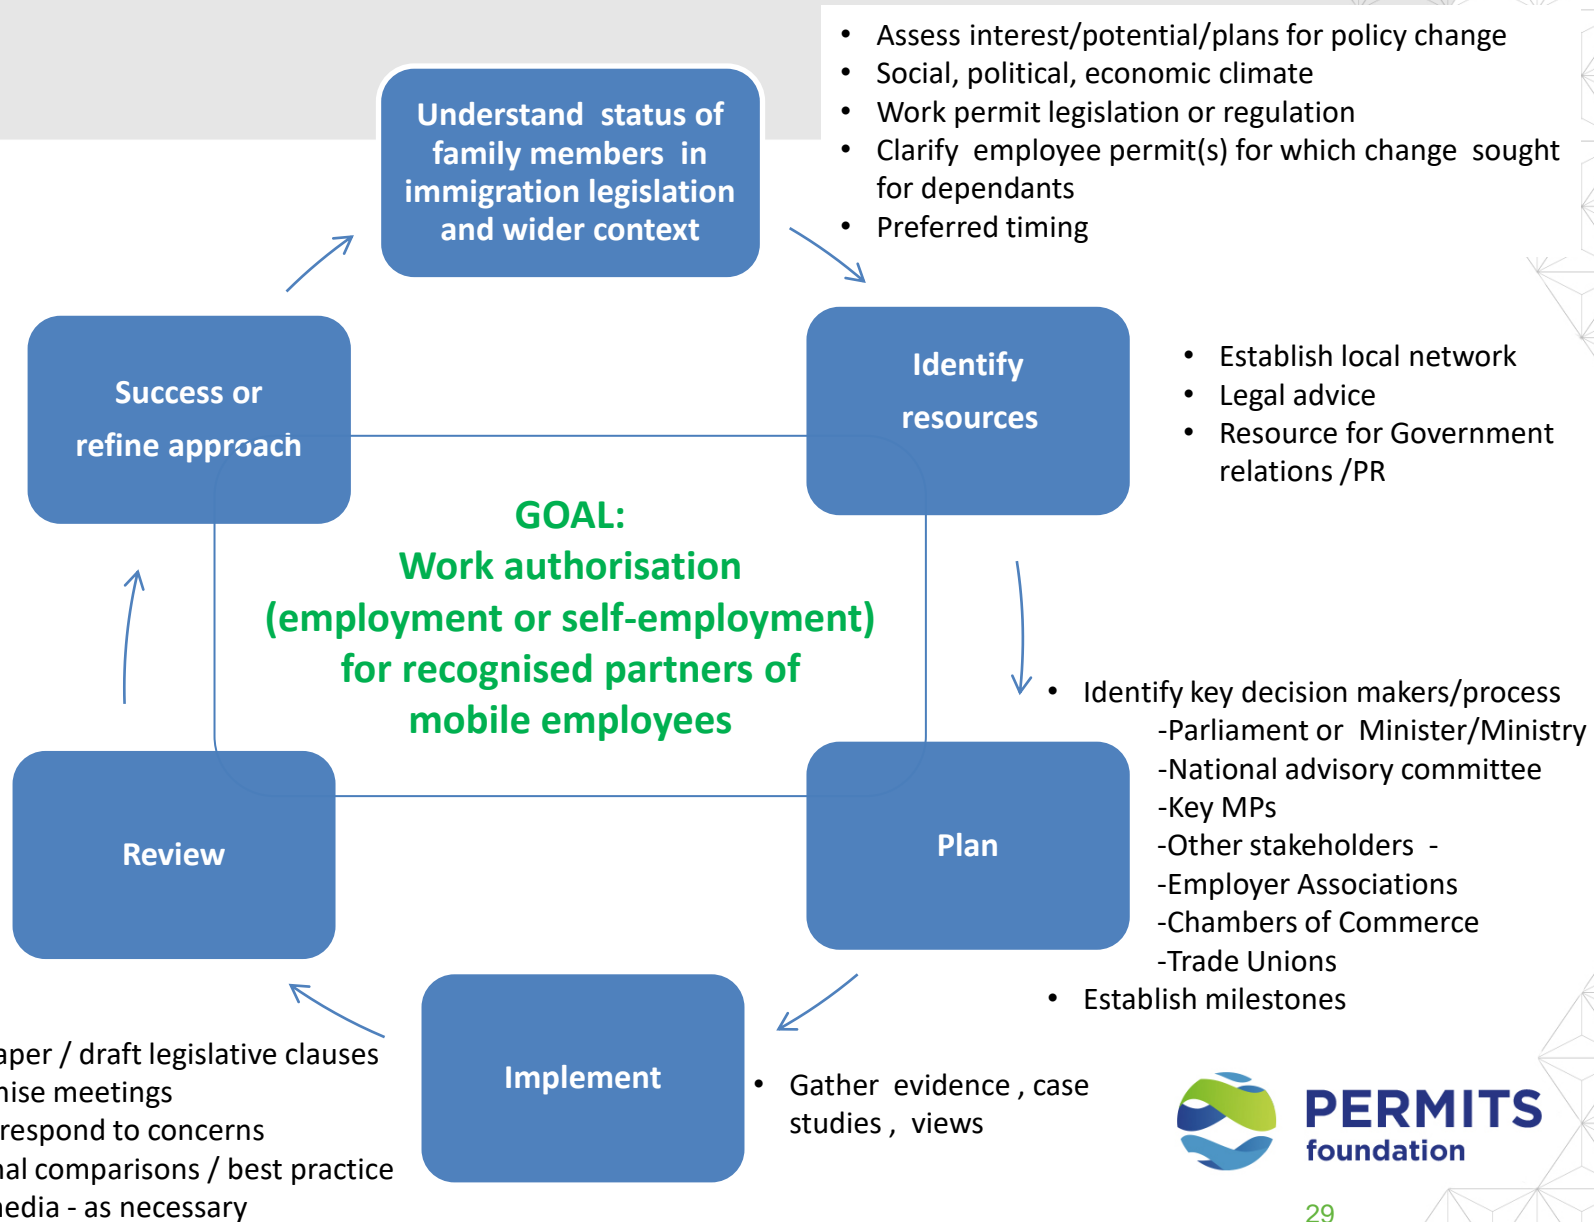 • Assess interest/potential/plans for policy change
• Social, political, economic climate
• Work permit legislation or regulation
• Clarify employee permit(s) for which change sought
for dependants
• Preferred timing
Understand status of
family members in
immigration legislation
and wider context
Identify
resources
• Establish local network
• Legal advice
• Resource for Government
relations /PR
Success or
refine approach
GOAL:
Work authorisation
(employment or self-employment)
for recognised partners of
mobile employees
• Identify key decision makers/process
-Parliament or Minister/Ministry
-National advisory committee
-Key MPs
-Other stakeholders -
-Employer Associations
-Chambers of Commerce
-Trade Unions
• Establish milestones
Plan
Review
Implement
• Gather evidence , case
studies , views
/ draft legislative clauses
meetings
respond to concerns
comparisons / best practice
- as necessary
PERMITS
foundation
29